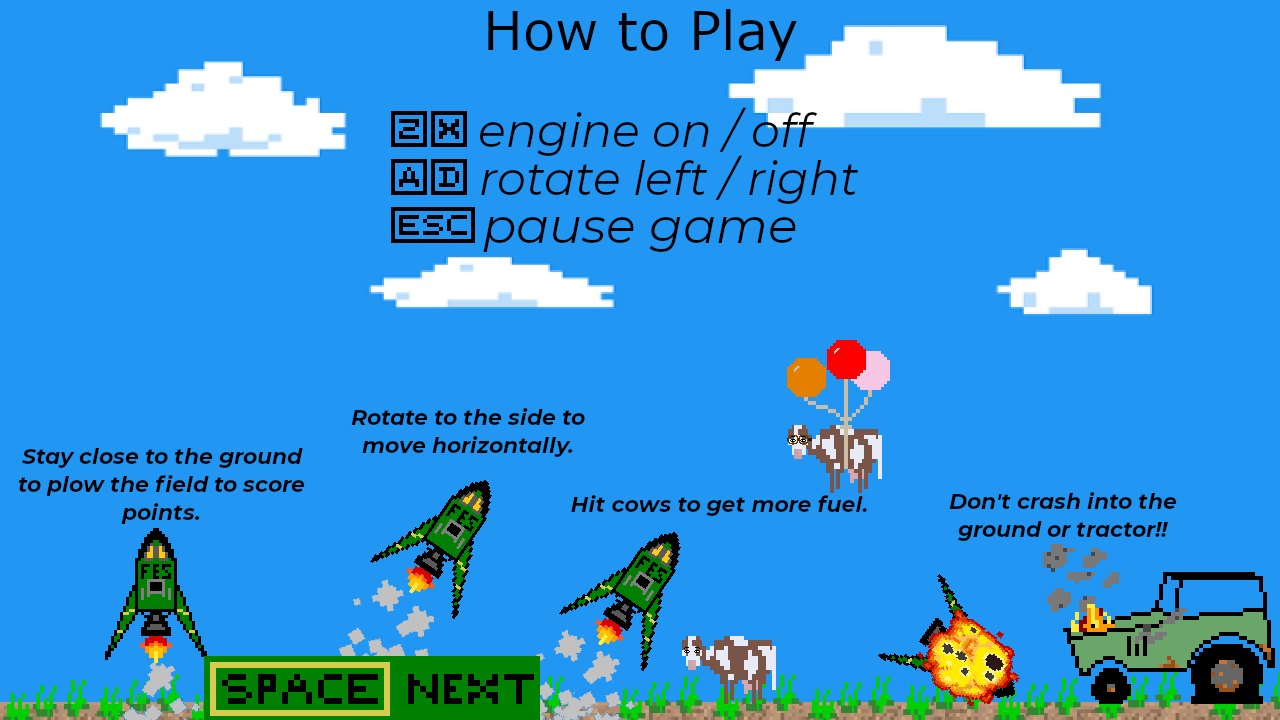 How to Play
Z X engine on / off
A D rotate left / right
ESC pause game
Rotate to the side to
move horizontally.
Stay close to the ground
to plow the field to score
points.
Hit cows to get more fuel.
Don't crash into the
ground or tractor!!
FES
FES
FES
SPACE NEXT